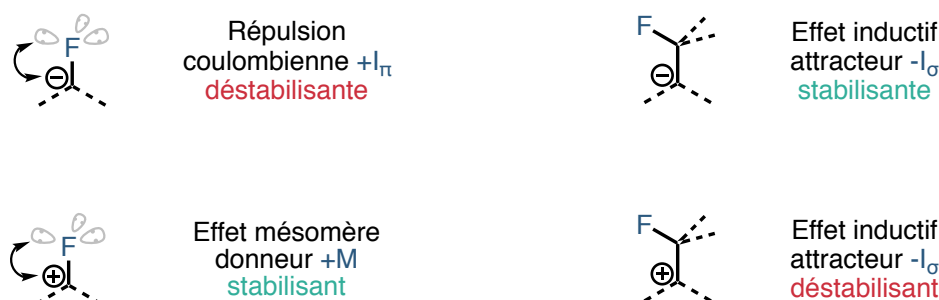 F
Répulsion
coulombienne +Iπ
déstabilisante
F
Effet inductif
attracteur -Iσ
stabilisante
F
Effet mésomère
donneur +M
stabilisant
F
Effet inductif
attracteur -Iσ
déstabilisant